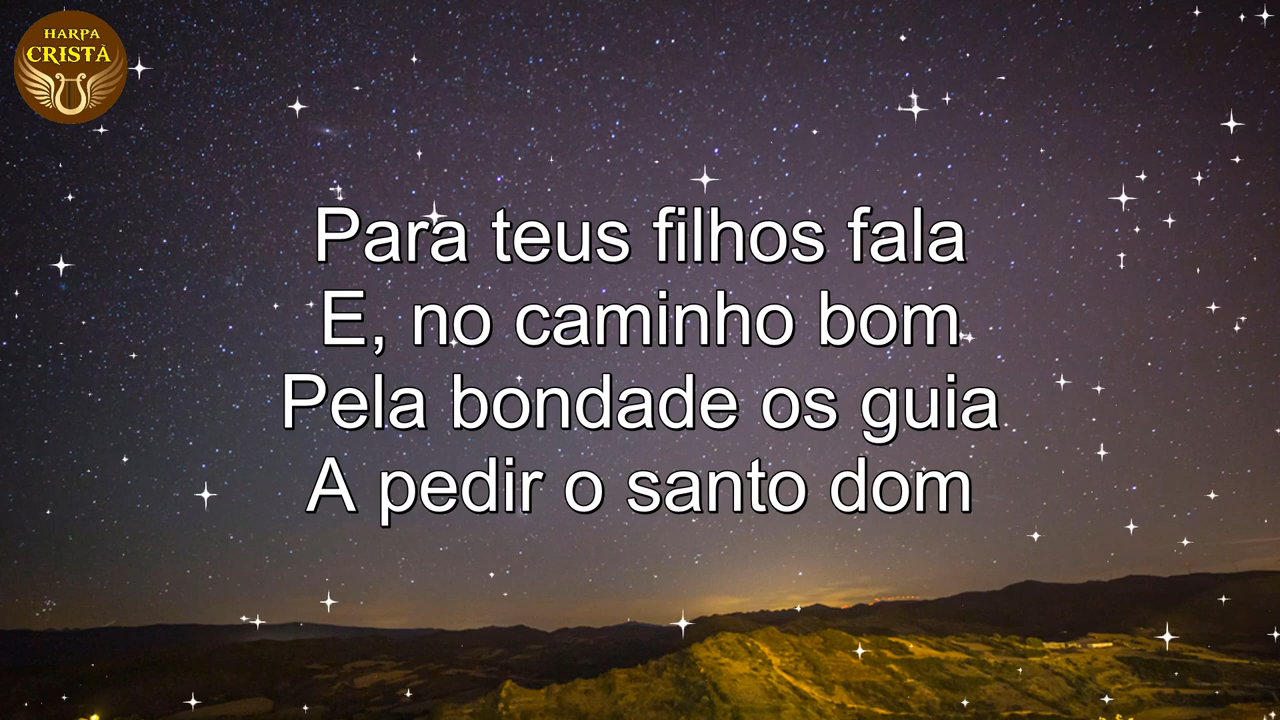 HARPA
CRISTÃ
Para teus filhos fala
E, no caminho bom
Pela bondade os guia
A pedir o santo dom